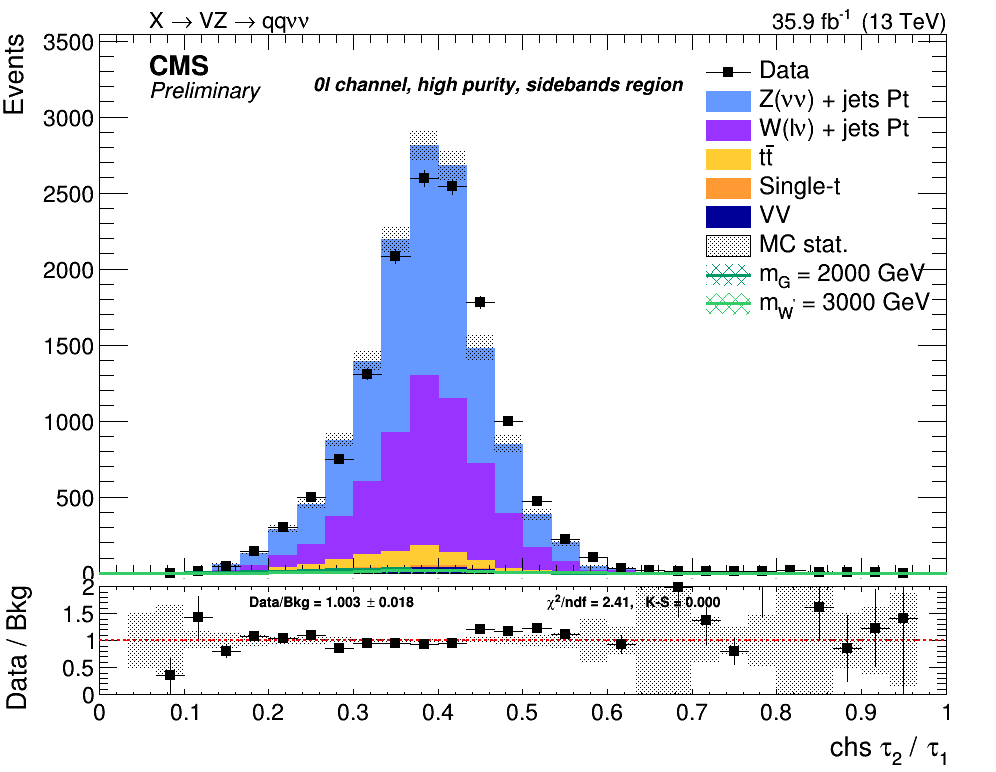 X → VZ → qqνν
35.9 fb⁻¹ (13 TeV)
Events
3500
3000
2500
2000
1500
1000
500
0
CMS
Preliminary
0l channel, high purity, sidebands region
Data
Z(νν) + jets Pt
W(lν) + jets Pt
tt̄
Single-t
VV
MC stat.
m_G = 2000 GeV
m_W' = 3000 GeV
Data / Bkg
2
1.5
1
0.5
0
Data/Bkg = 1.003 ± 0.018
χ²/ndf = 2.41, K-S = 0.000
0 0.1 0.2 0.3 0.4 0.5 0.6 0.7 0.8 0.9 1
chs τ₂ / τ₁